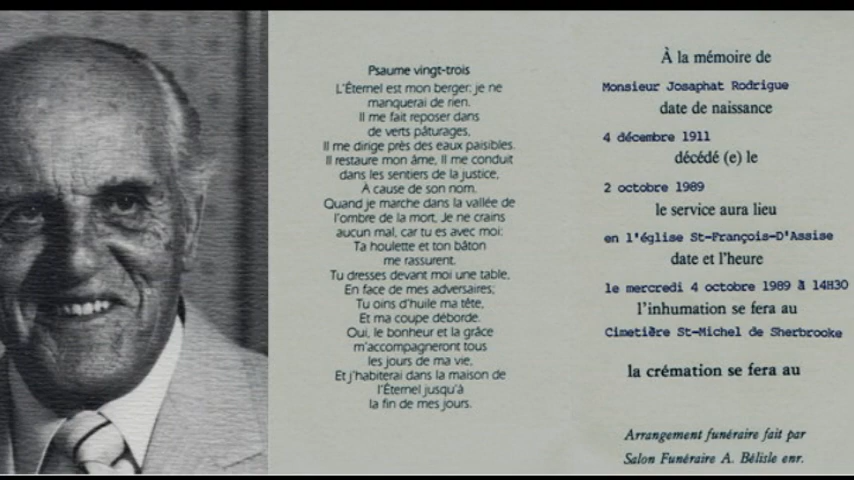 Psaume vingt-trois
L'Éternel est mon berger: je ne
manquerai de rien.
Il me fait reposer dans
de verts pâturages,
Il me dirige près des eaux paisibles.
Il restaure mon âme, Il me conduit
dans les sentiers de la justice,
À cause de son nom.
Quand je marche dans la vallée de
l'ombre de la mort, Je ne crains
aucun mal, car tu es avec moi:
Ta houlette et ton bâton
me rassurent.
Tu dresses devant moi une table,
En face de mes adversaires;
Tu oins d'huile ma tête,
Et ma coupe déborde.
Oui, le bonheur et la grâce
m'accompagneront tous
les jours de ma vie,
Et j'habiterai dans la maison de
l'Éternel jusqu'à
la fin de mes jours.
À la mémoire de
Monsieur Josaphat Rodrigue
date de naissance
4 décembre 1911
décédé (e) le
2 octobre 1989
le service aura lieu
en l'église St-François-D'Assise
date et l'heure
le mercredi 4 octobre 1989 à 14H30
l'inhumation se fera au
Cimetière St-Michel de Sherbrooke
la crémation se fera au
Arrangement funéraire fait par
Salon Funéraire A. Bélisle enr.